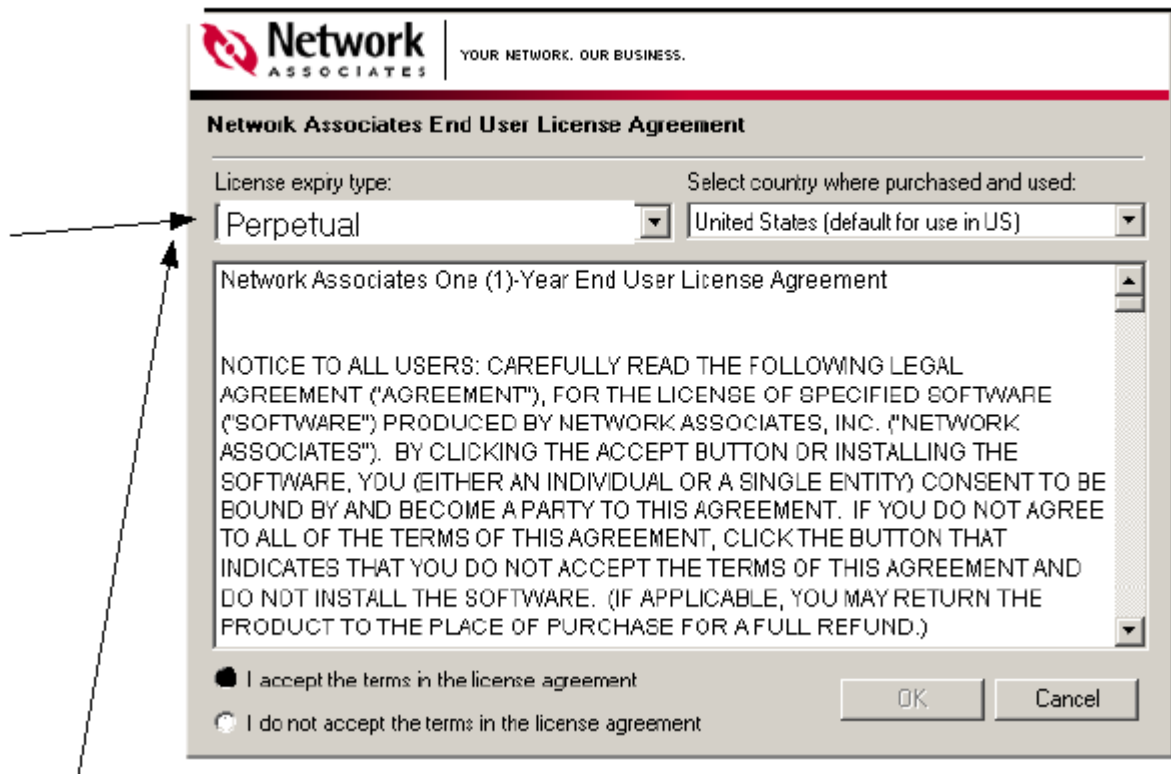 Network
ASSOCIATES
YOUR NETWORK. OUR BUSINESS.
Network Associates End User License Agreement
License expiry type:
Select country where purchased and used:
Perpetual
United States (default for use in US)
Network Associates One (1)-Year End User License Agreement
NOTICE TO ALL USERS: CAREFULLY READ THE FOLLOWING LEGAL
AGREEMENT ("AGREEMENT"), FOR THE LICENSE OF SPECIFIED SOFTWARE
("SOFTWARE") PRODUCED BY NETWORK ASSOCIATES, INC. ("NETWORK
ASSOCIATES").  BY CLICKING THE ACCEPT BUTTON OR INSTALLING THE
SOFTWARE, YOU (EITHER AN INDIVIDUAL OR A SINGLE ENTITY) CONSENT TO BE
BOUND BY AND BECOME A PARTY TO THIS AGREEMENT. IF YOU DO NOT AGREE
TO ALL OF THE TERMS OF THIS AGREEMENT, CLICK THE BUTTON THAT
INDICATES THAT YOU DO NOT ACCEPT THE TERMS OF THIS AGREEMENT AND
DO NOT INSTALL THE SOFTWARE.  (IF APPLICABLE, YOU MAY RETURN THE
PRODUCT TO THE PLACE OF PURCHASE FOR A FULL REFUND.)
I accept the terms in the license agreement
I do not accept the terms in the license agreement
OK
Cancel